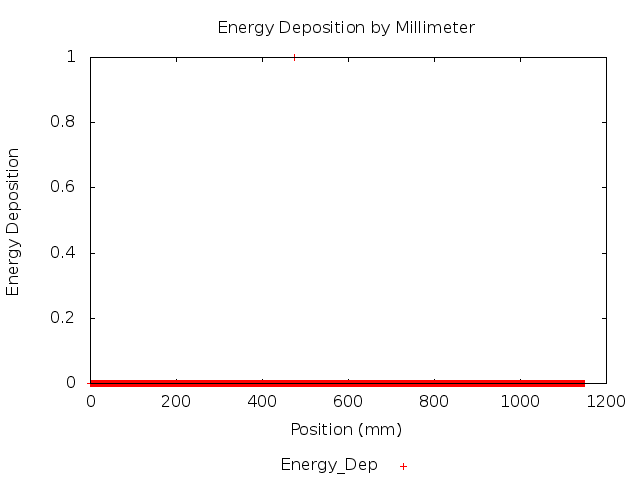 Energy Deposition by Millimeter
1
0.8
0.6
0.4
0.2
0
Energy Deposition
0 200 400 600 800 1000 1200
Position (mm)
Energy_Dep